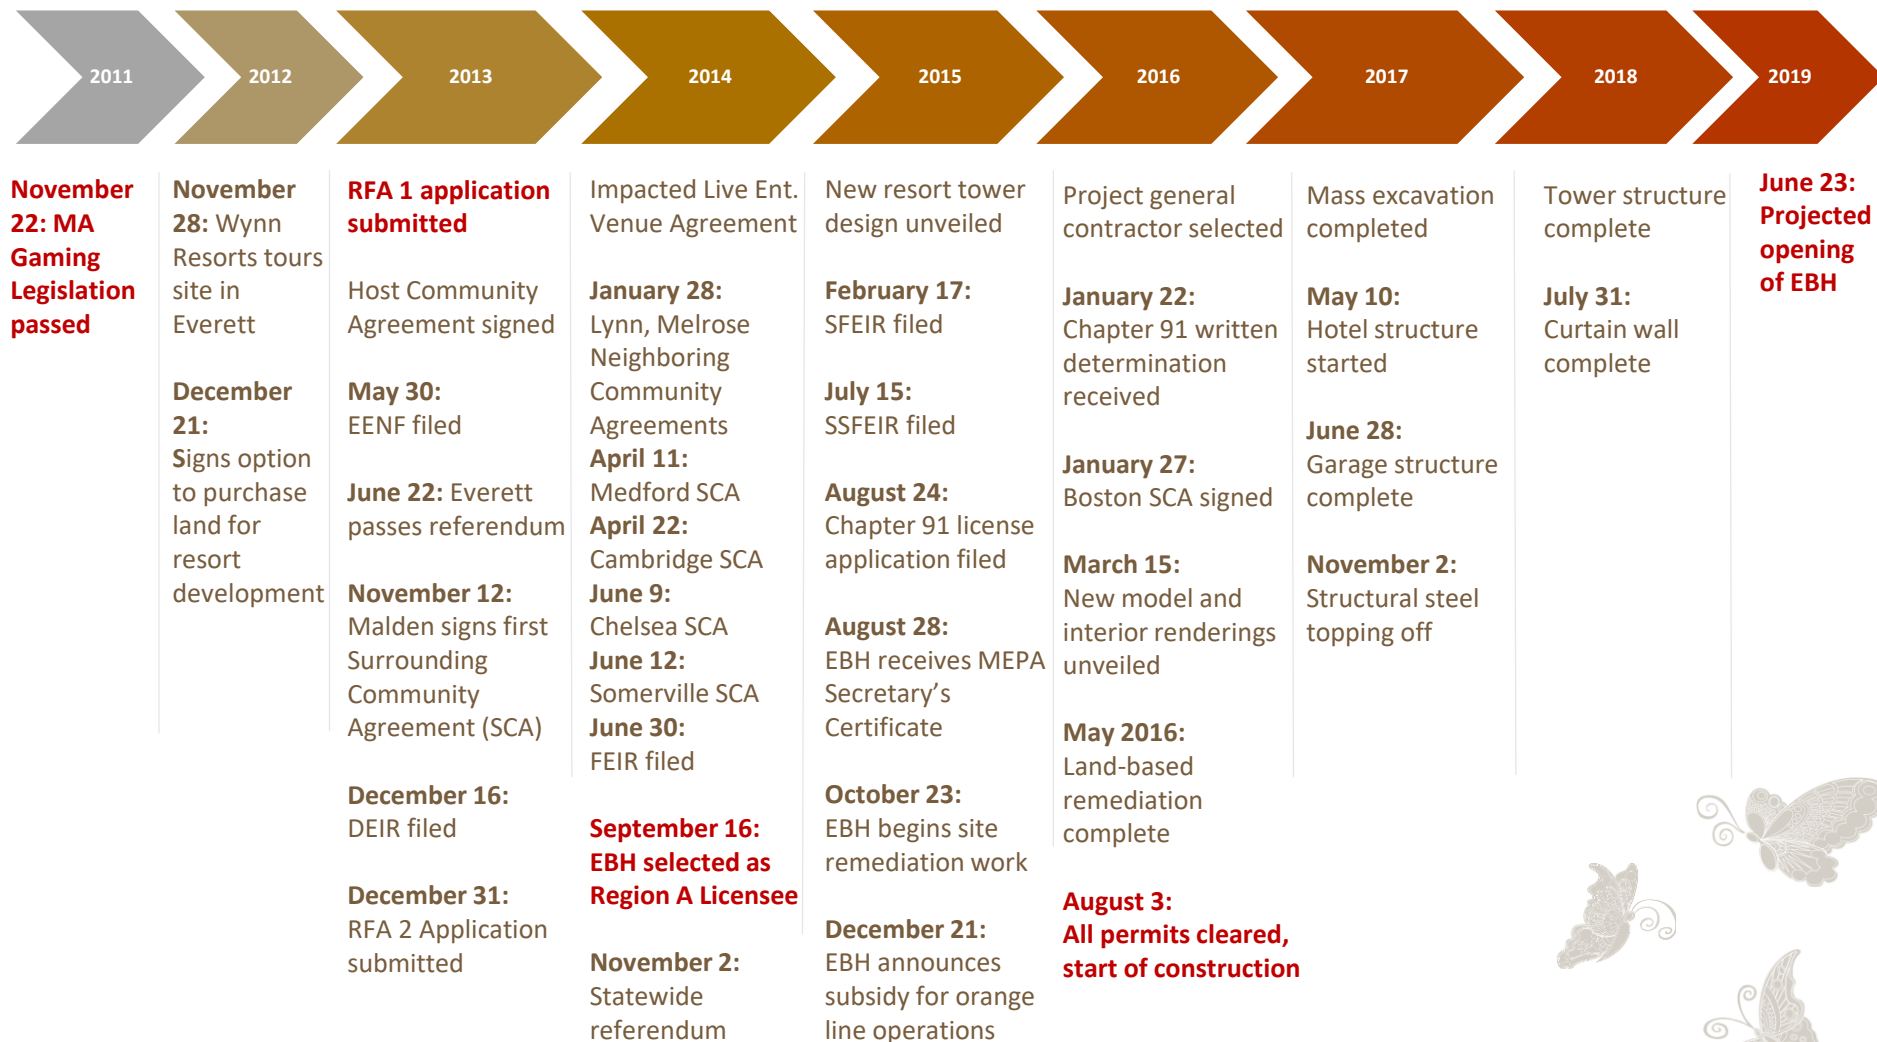 2011
2012
2013
2014
2015
2016
2017
2018
2019
November
22: MA
Gaming
Legislation
passed
November
28: Wynn
Resorts tours
site in
Everett
December
21:
Signs option
to purchase
land for
resort
development
RFA 1 application
submitted
Host Community
Agreement signed
May 30:
EENF filed
June 22: Everett
passes referendum
November 12:
Malden signs first
Surrounding
Community
Agreement (SCA)
December 16:
DEIR filed
December 31:
RFA 2 Application
submitted
Impacted Live Ent.
Venue Agreement
January 28:
Lynn, Melrose
Neighboring
Community
Agreements
April 11:
Medford SCA
April 22:
Cambridge SCA
June 9:
Chelsea SCA
June 12:
Somerville SCA
June 30:
FEIR filed
September 16:
EBH selected as
Region A Licensee
November 2:
Statewide
referendum
New resort tower
design unveiled
February 17:
SFEIR filed
July 15:
SSFEIR filed
August 24:
Chapter 91 license
application filed
August 28:
EBH receives MEPA
Secretary’s
Certificate
October 23:
EBH begins site
remediation work
December 21:
EBH announces
subsidy for orange
line operations
Project general
contractor selected
January 22:
Chapter 91 written
determination
received
January 27:
Boston SCA signed
March 15:
New model and
interior renderings
unveiled
May 2016:
Land-based
remediation
complete
August 3:
All permits cleared,
start of construction
Mass excavation
completed
May 10:
Hotel structure
started
June 28:
Garage structure
complete
November 2:
Structural steel
topping off
Tower structure
complete
July 31:
Curtain wall
complete
June 23:
Projected
opening
of EBH